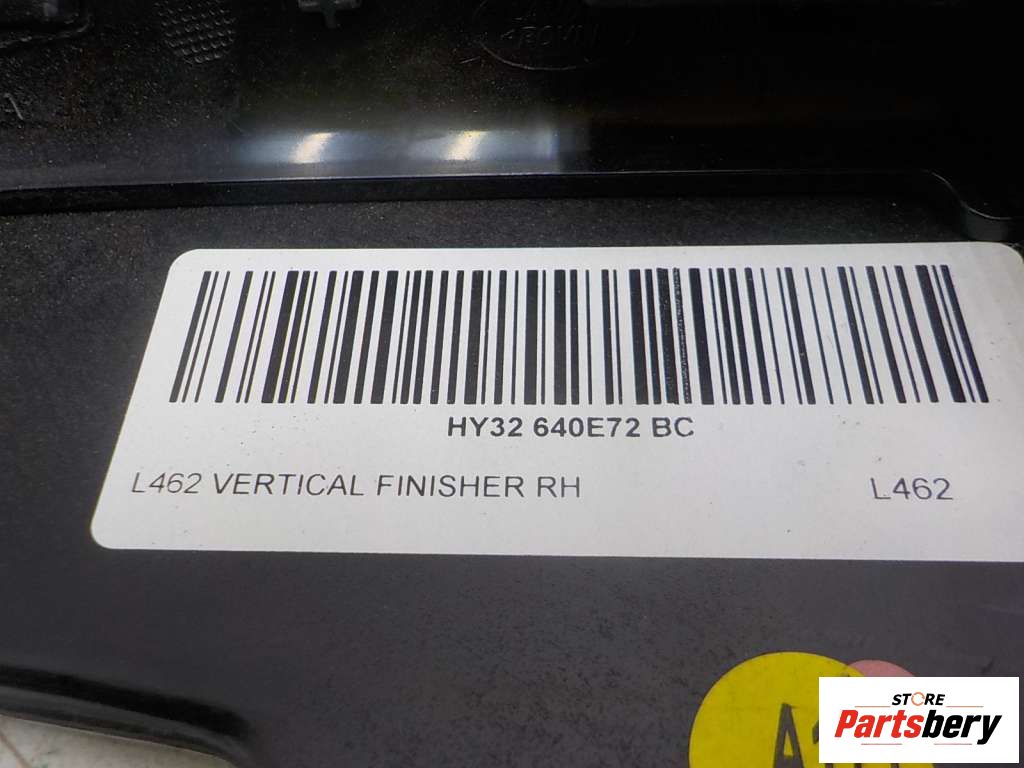 HY32 640E72 BC
L462 VERTICAL FINISHER RH
L462
STORE
Partsbery